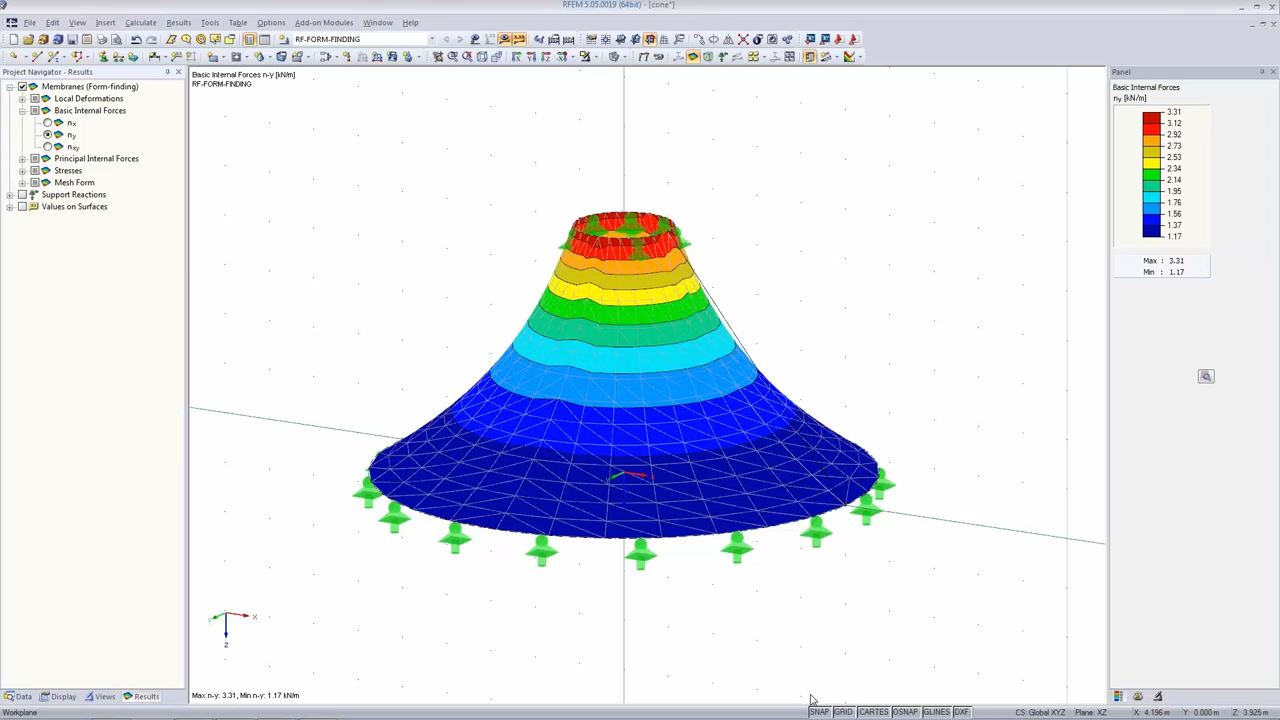 RFEM 5.05.0019 (64bit) - [cone*]
File Edit View Insert Calculate Results Tools Table Options Add-on Modules Window Help
RF-FORM-FINDING
Project Navigator - Results
Membranes (Form-finding)
Local Deformations
Basic Internal Forces
nx
ny
nxy
Principal Internal Forces
Stresses
Mesh Form
Support Reactions
Values on Surfaces
Basic Internal Forces n-y [kN/m]
RF-FORM-FINDING
Panel
Basic Internal Forces
ny [kN/m]
3.31
3.12
2.92
2.73
2.53
2.34
2.14
1.95
1.76
1.56
1.37
1.17
Max : 3.31
Min : 1.17
X
Y
Z
Max n-y: 3.31, Min n-y: 1.17 kN/m
Data Display Views Results
Workplane
SNAP GRID CARTES OSNAP GLINES DXF
CS: Global XYZ Plane: XZ X: 4.196 m Y: 0.000 m Z: 3.925 m